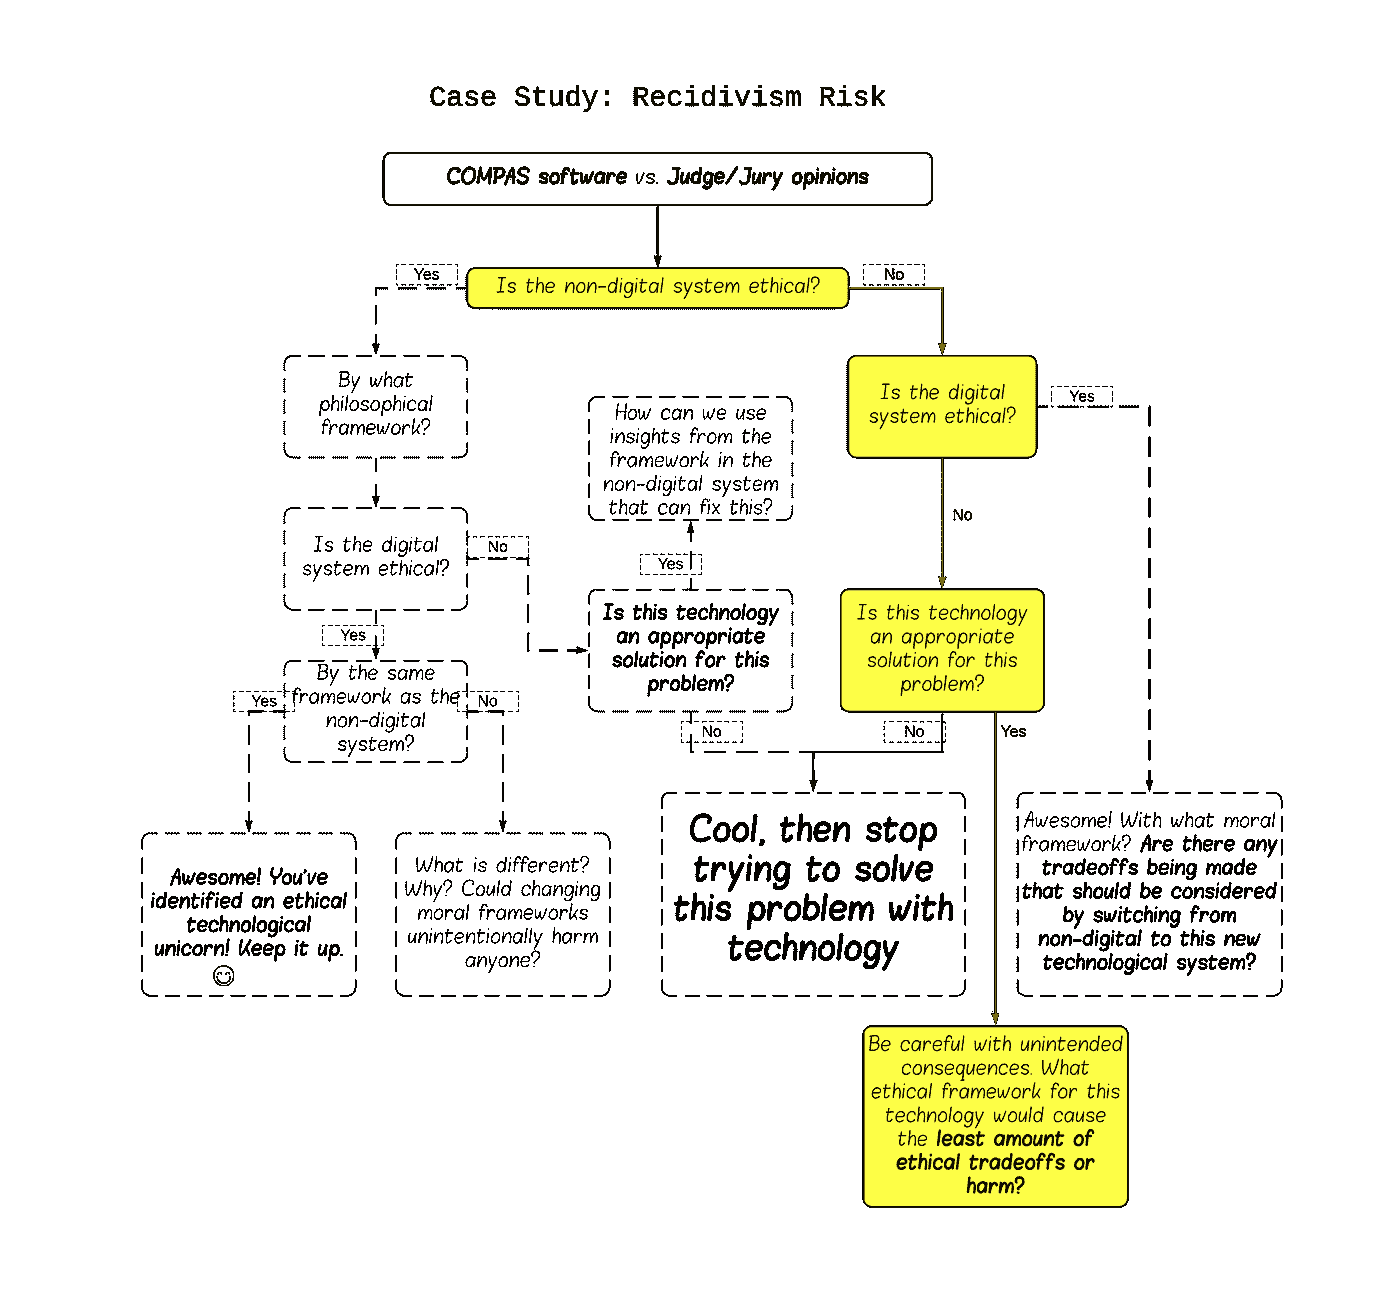 Case Study: Recidivism Risk
COMPAS software vs. Judge/Jury opinions
Yes
Is the non-digital system ethical?
No
By what
philosophical
framework?
Is the digital
system ethical?
Yes
How can we use
insights from the
framework in the
non-digital system
that can fix this?
No
Is the digital
system ethical?
No
Yes
Is this technology
an appropriate
solution for this
problem?
Is this technology
an appropriate
solution for this
problem?
Yes
By the same
framework as the
non-digital
system?
Yes
No
No
No
Yes
Awesome! You've
identified an ethical
technological
unicorn! Keep it up.
☺
What is different?
Why? Could changing
moral frameworks
unintentionally harm
anyone?
Cool, then stop
trying to solve
this problem with
technology
Awesome! With what moral
framework? Are there any
tradeoffs being made
that should be considered
by switching from
non-digital to this new
technological system?
Be careful with unintended
consequences. What
ethical framework for this
technology would cause
the least amount of
ethical tradeoffs or
harm?